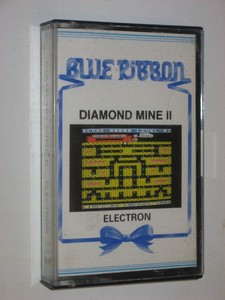 BLUE RIBBON
DIAMOND MINE II
ELECTRON